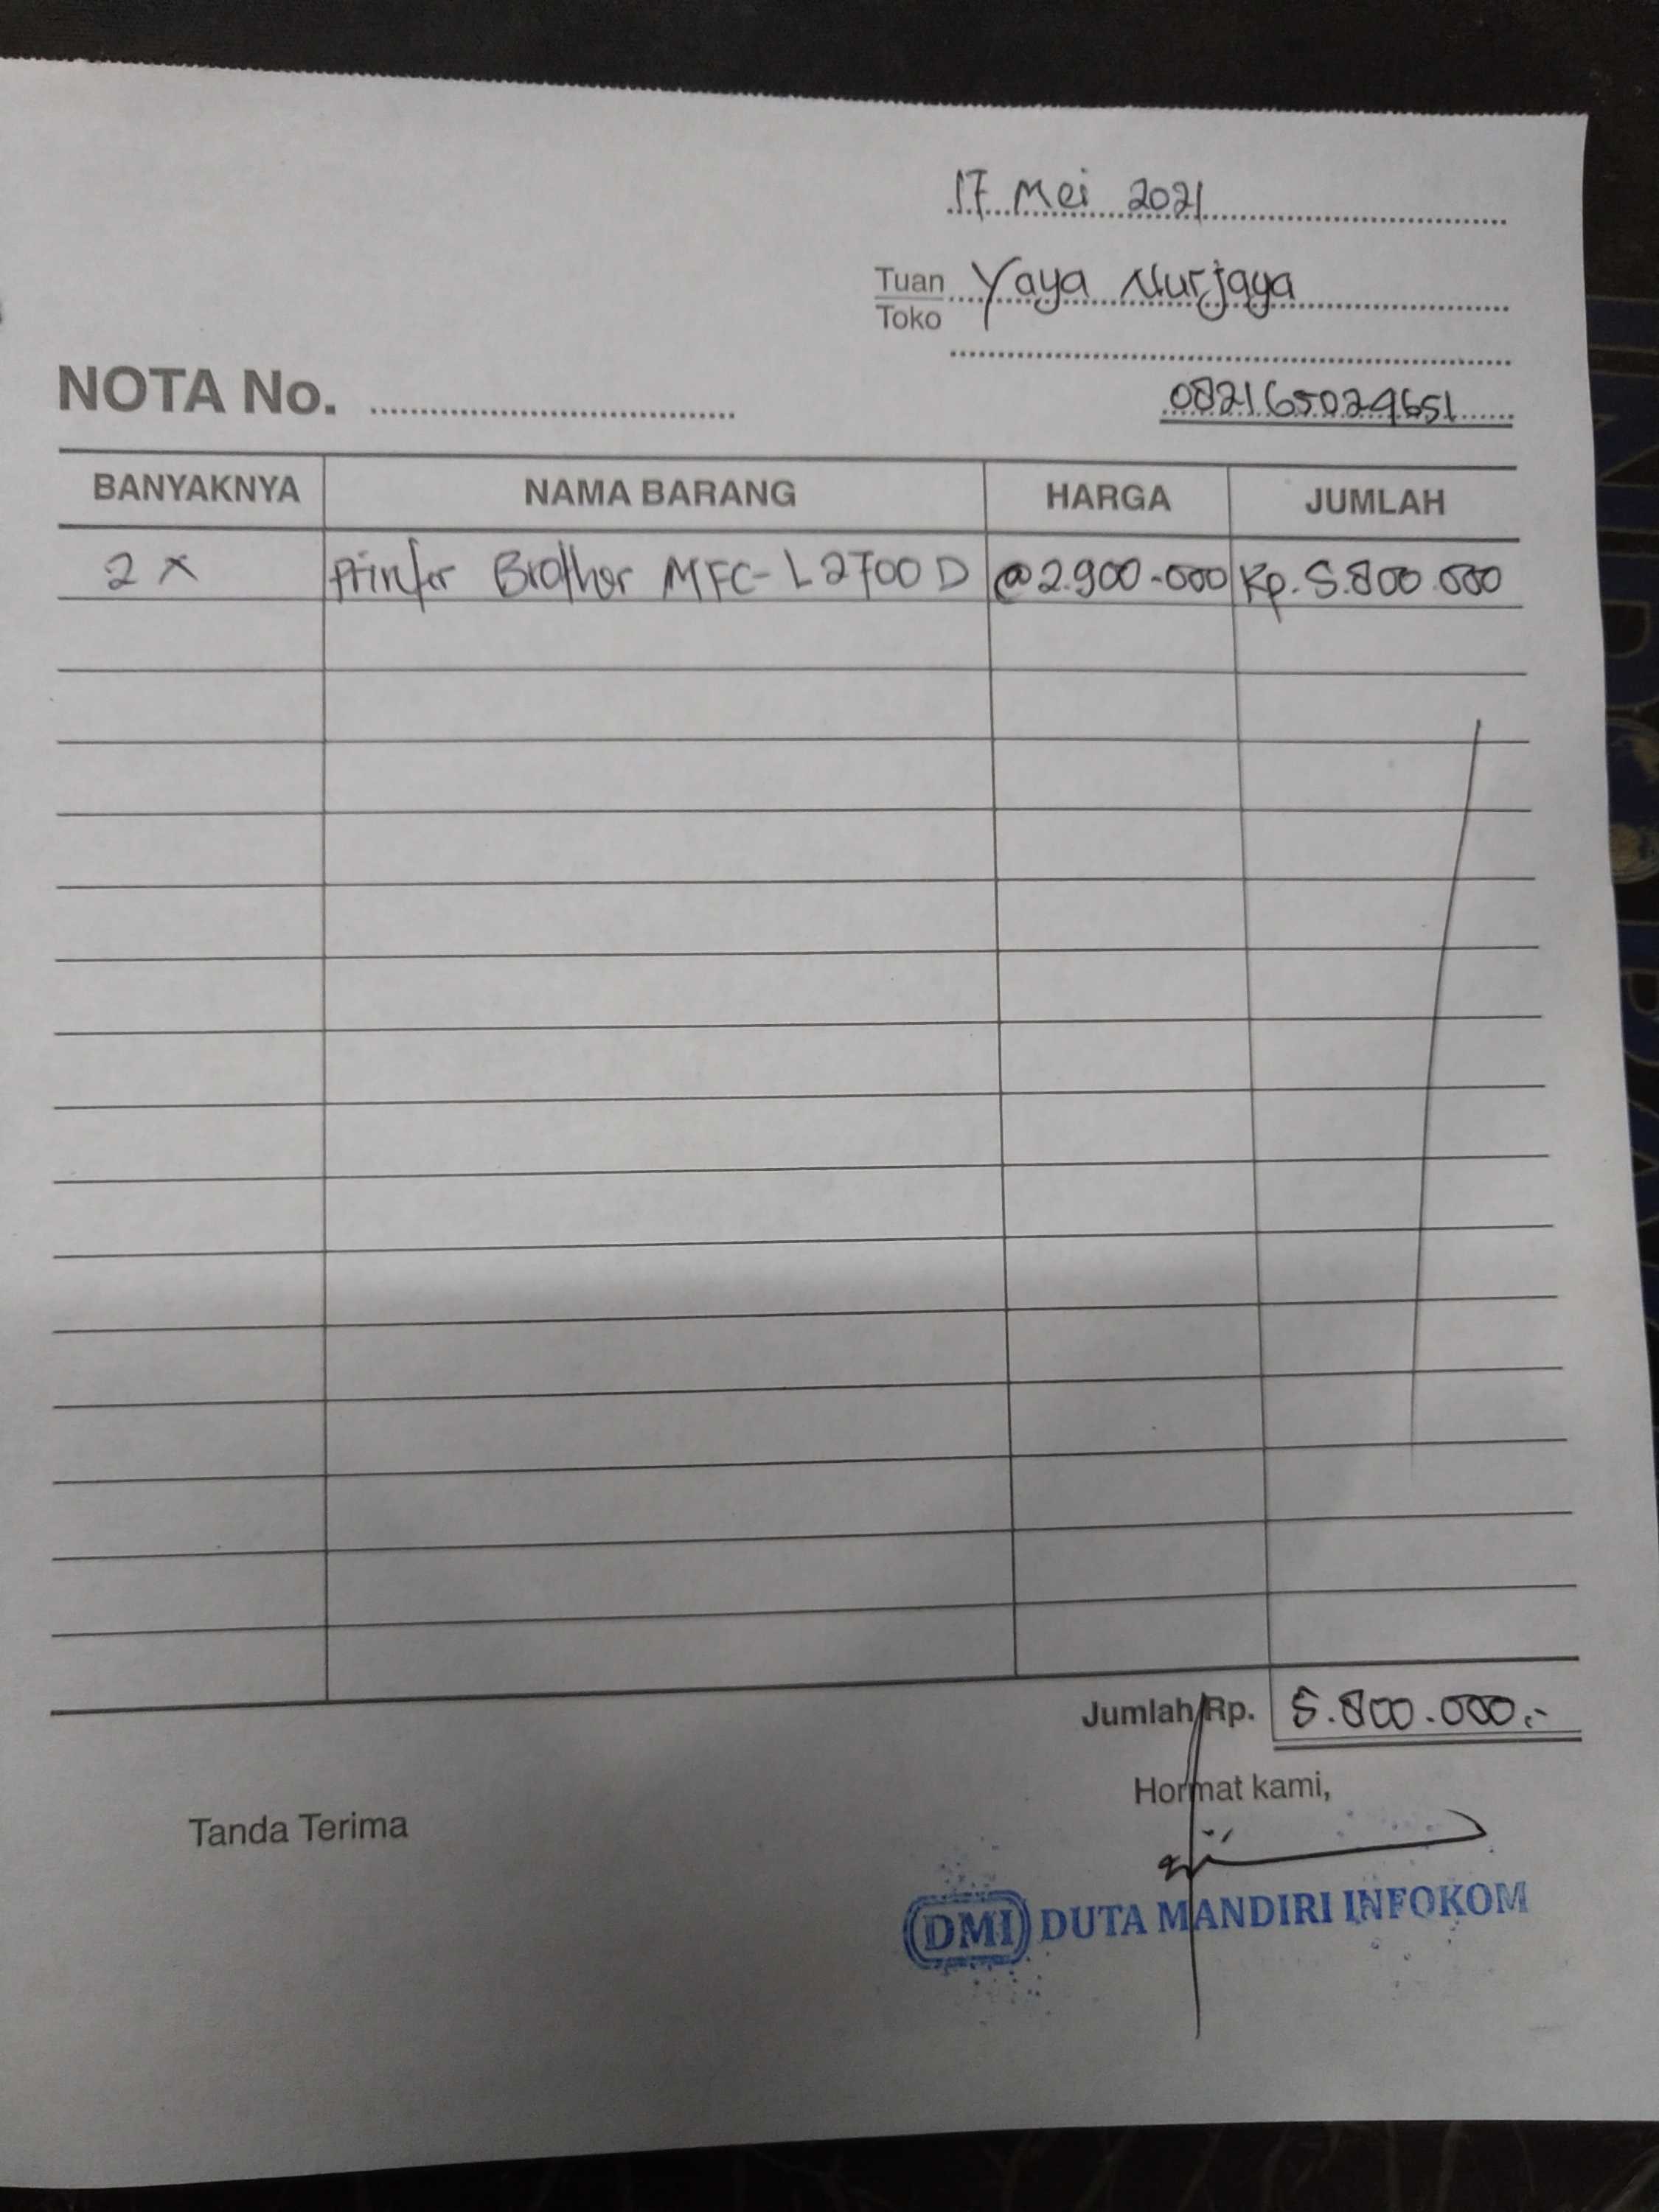 17 Mei 2021
Tuan Yaya Nurjaya
Toko
NOTA No.
082165029651
BANYAKNYA NAMA BARANG HARGA JUMLAH
2 x Printer Brother MFC-L2700D @2.900.000 Rp. 5.800.000
Jumlah Rp. 5.800.000,-
Hormat kami,
Tanda Terima
DMI DUTA MANDIRI INFOKOM